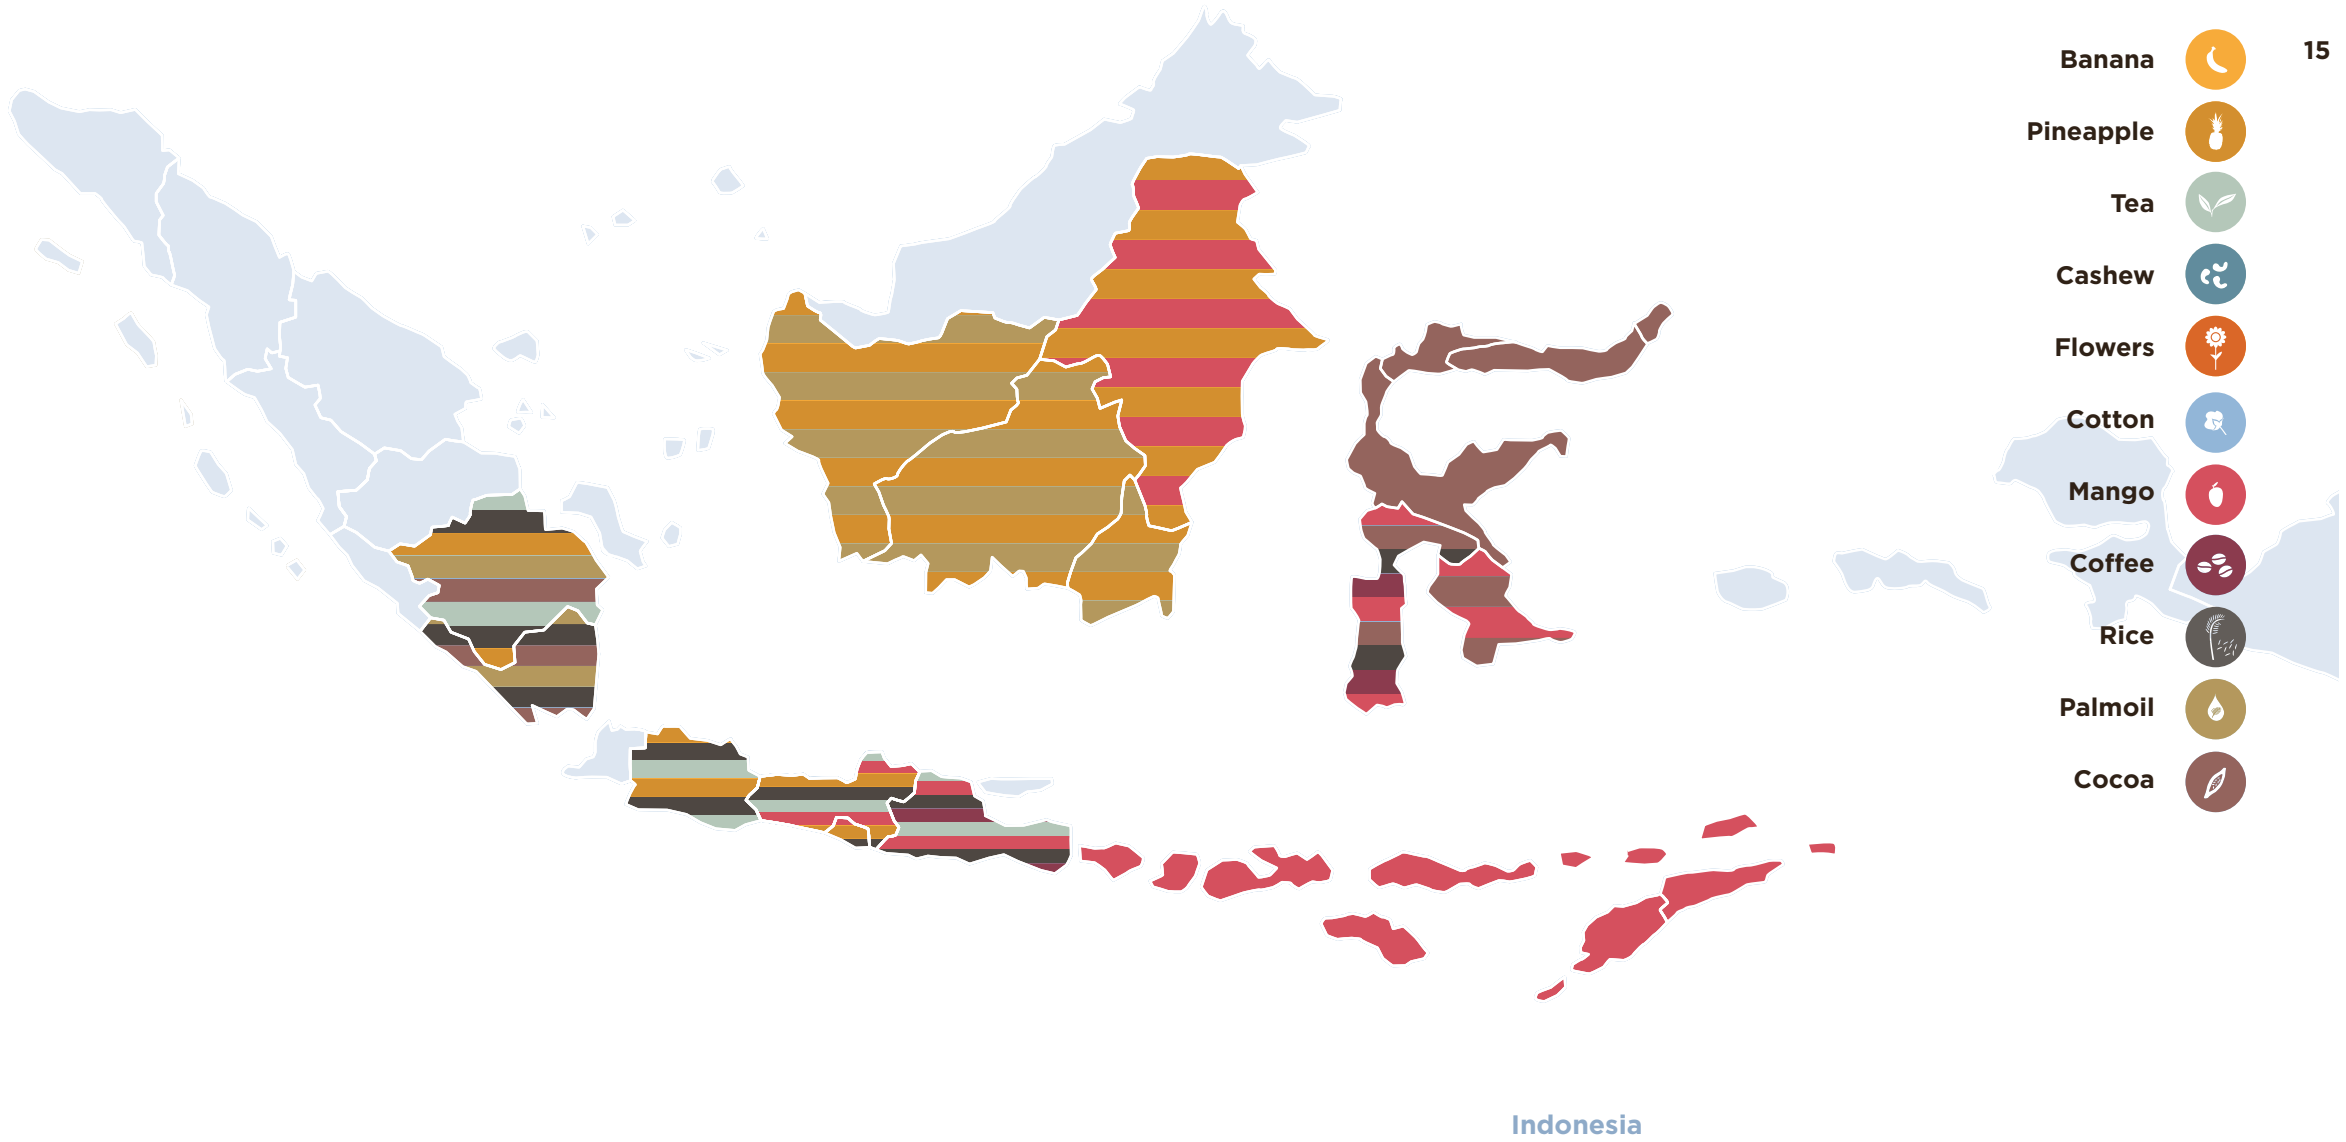 15
Banana
Pineapple
Tea
Cashew
Flowers
Cotton
Mango
Coffee
Rice
Palmoil
Cocoa
Indonesia